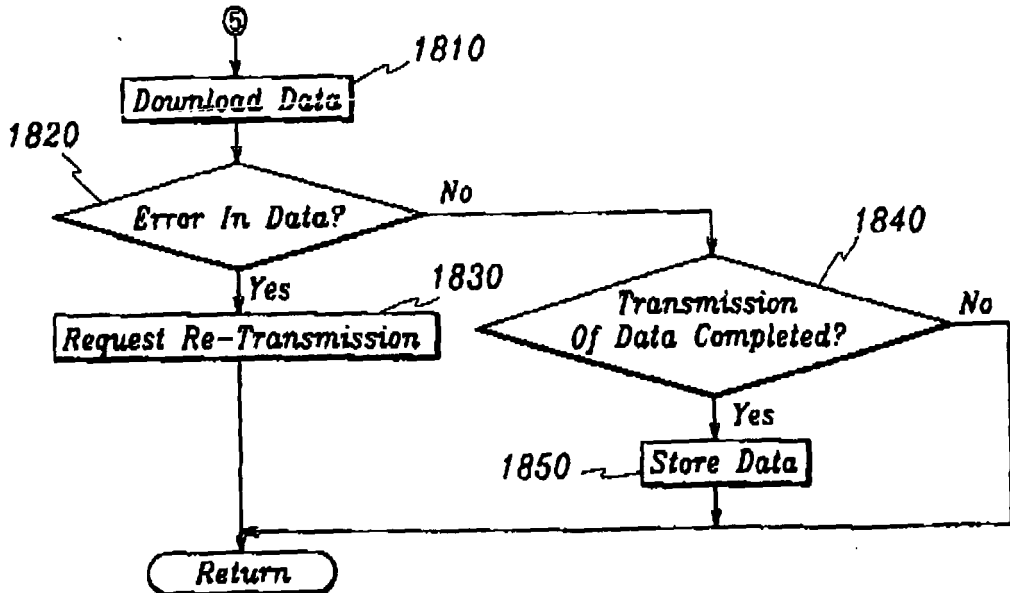 5
1810
Download Data
1820
Error In Data?
No
1840
Yes
1830
Transmission
Of Data Completed?
No
Request Re-Transmission
Yes
1850
Store Data
Return